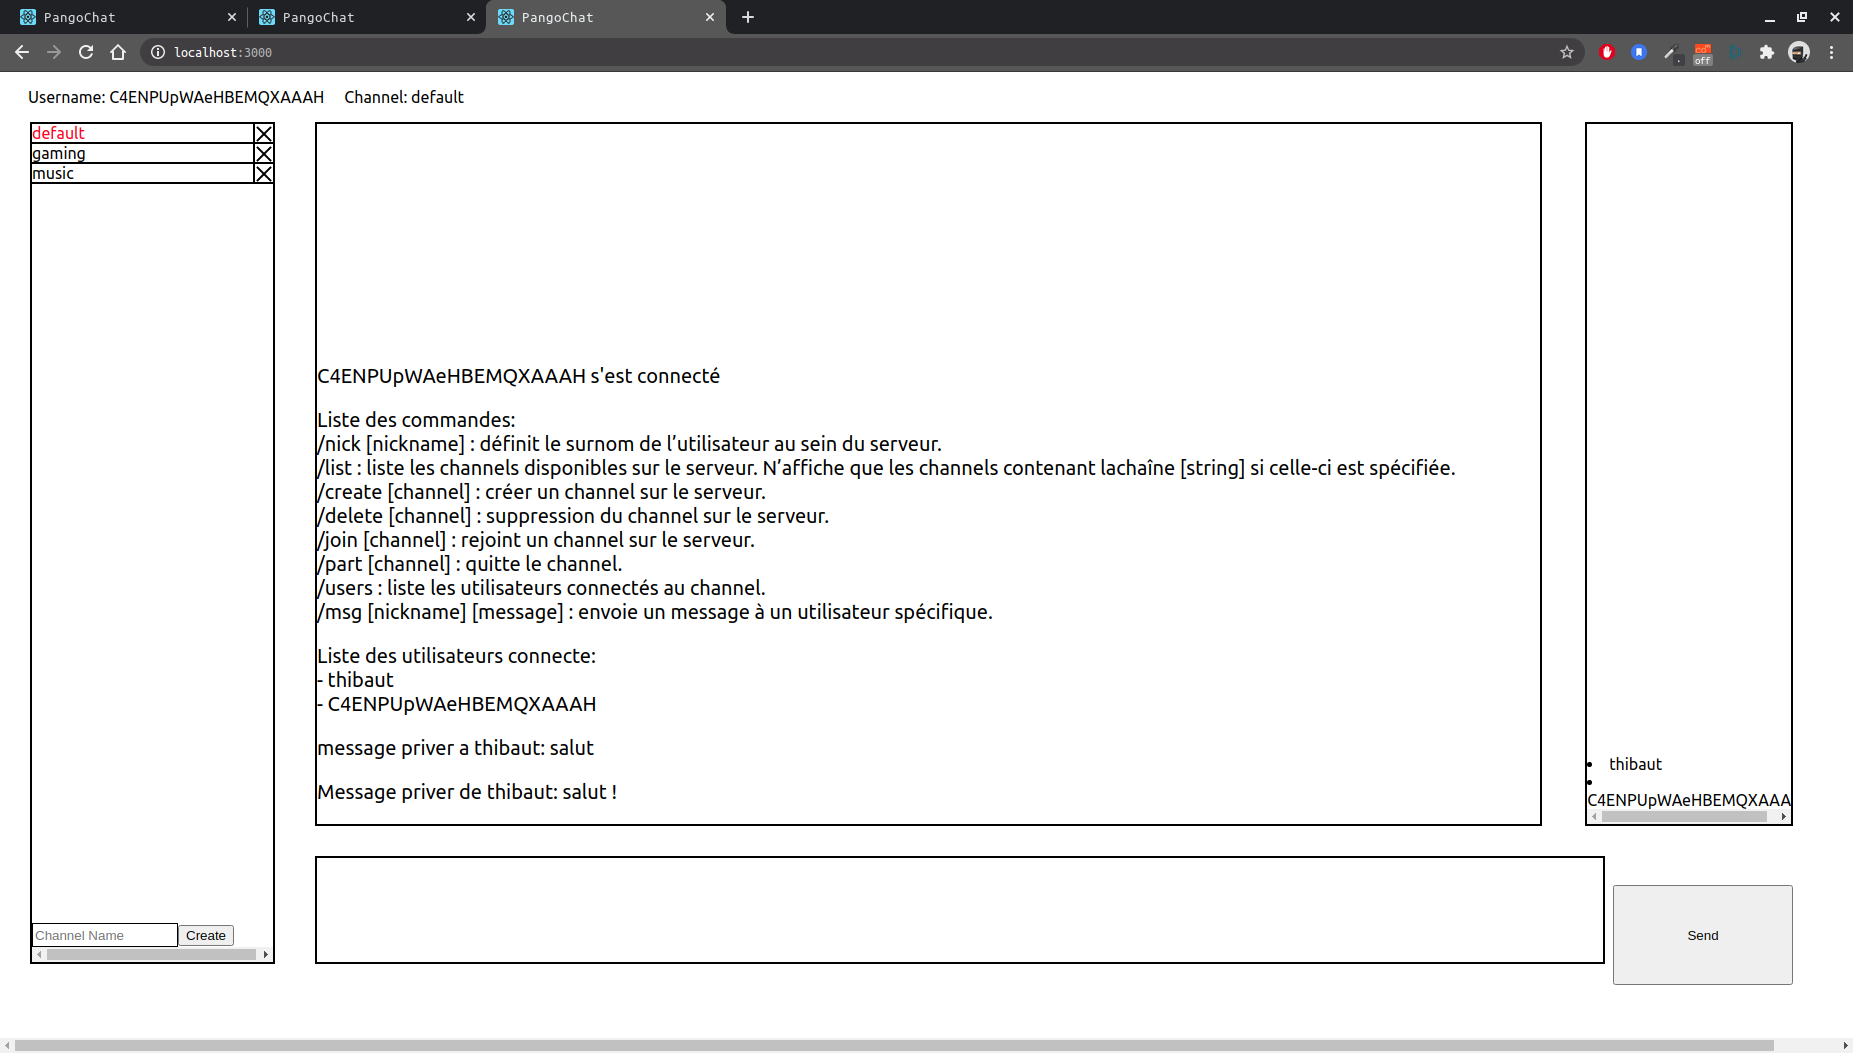 PangoChat
PangoChat
PangoChat
localhost:3000
cd
off
Username: C4ENPUpWAeHBEMQXAAAH Channel: default
default
gaming
music
C4ENPUpWAeHBEMQXAAAH s'est connecté
Liste des commandes:
/nick [nickname] : définit le surnom de l’utilisateur au sein du serveur.
/list : liste les channels disponibles sur le serveur. N’affiche que les channels contenant lachaîne [string] si celle-ci est spécifiée.
/create [channel] : créer un channel sur le serveur.
/delete [channel] : suppression du channel sur le serveur.
/join [channel] : rejoint un channel sur le serveur.
/part [channel] : quitte le channel.
/users : liste les utilisateurs connectés au channel.
/msg [nickname] [message] : envoie un message à un utilisateur spécifique.
Liste des utilisateurs connecte:
- thibaut
- C4ENPUpWAeHBEMQXAAAH
message priver a thibaut: salut
Message priver de thibaut: salut !
thibaut
C4ENPUpWAeHBEMQXAAA
Channel Name
Create
Send